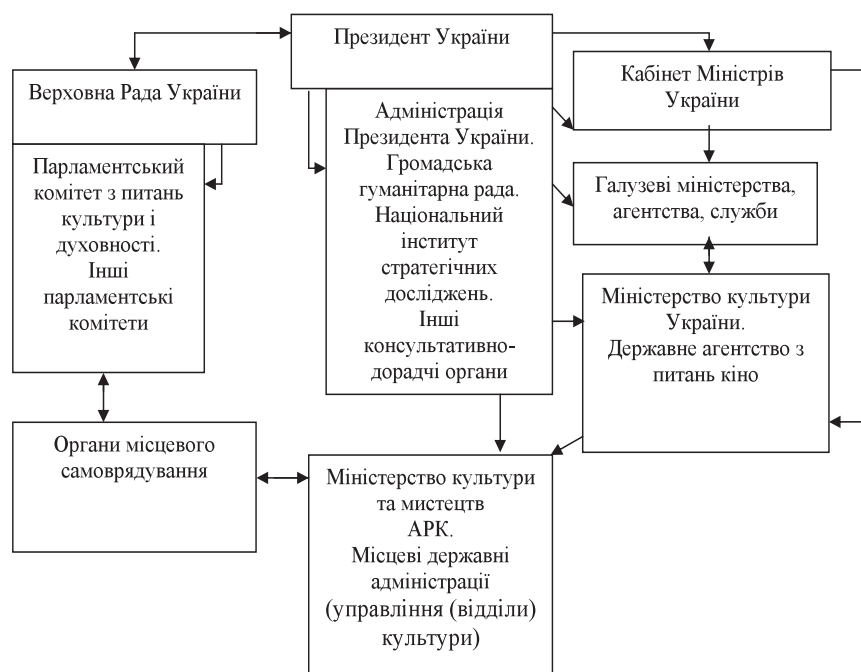 Президент України
Верховна Рада України
Кабінет Міністрів
України
Парламентський
комітет з питань
культури і
духовності.
Інші
парламентські
комітети
Адміністрація
Президента України.
Громадська
гуманітарна рада.
Національний
інститут
стратегічних
досліджень.
Інші
консультативно-
дорадчі органи
Галузеві міністерства,
агентства, служби
Міністерство культури
України.
Державне агентство з
питань кіно
Органи місцевого
самоврядування
Міністерство культури
та мистецтв
АРК.
Місцеві державні
адміністрації
(управління (відділи)
культури)